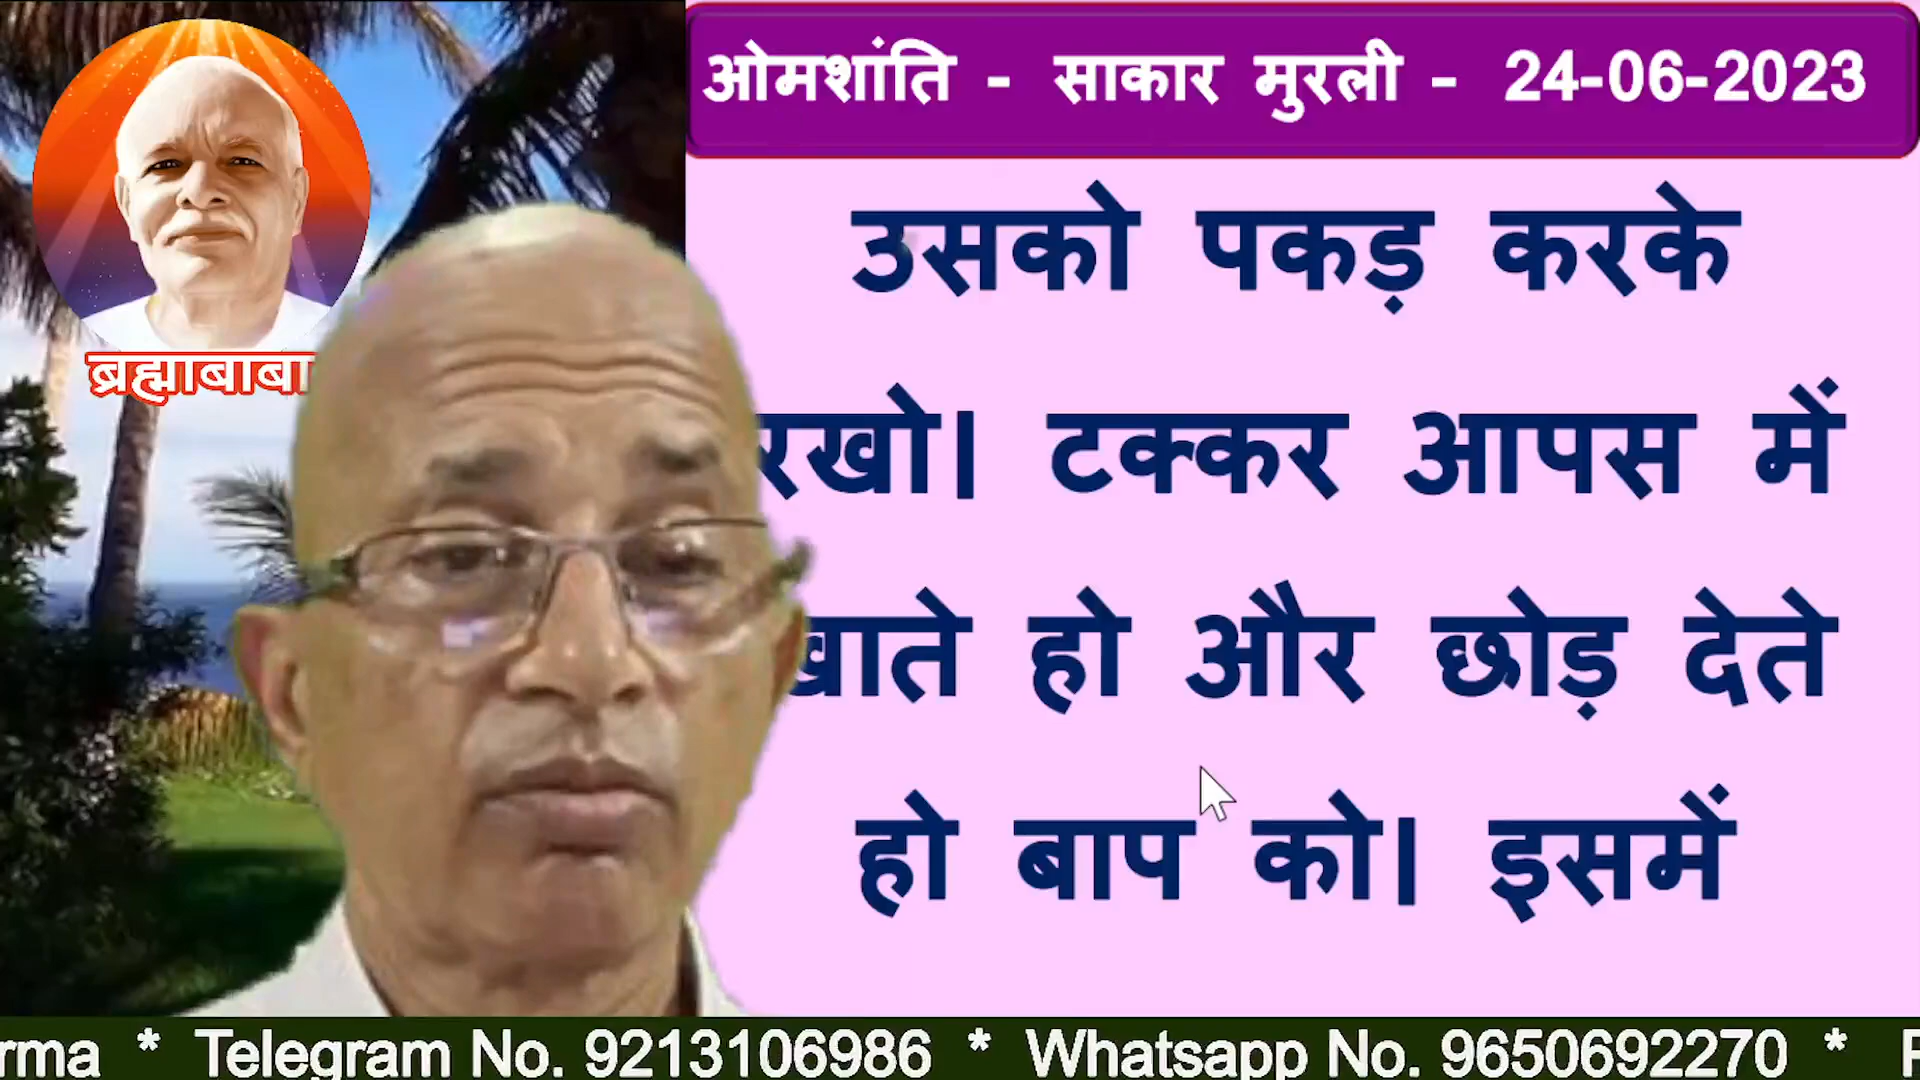 ओमशांति - साकार मुरली - 24-06-2023
ब्रह्माबाबा
उसको पकड़ करके
रखो। टक्कर आपस में
खाते हो और छोड़ देते
हो बाप को। इसमें
* Telegram No. 9213106986 * Whatsapp No. 9650692270 *